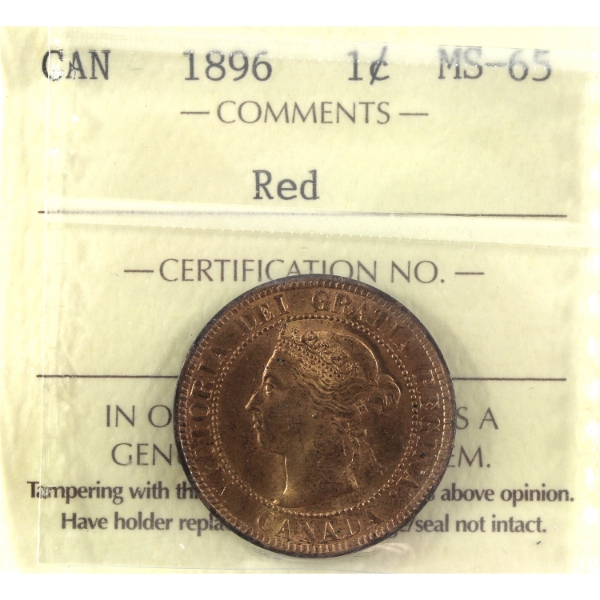 CAN 1896 1¢ MS-65
— COMMENTS —
Red
— CERTIFICATION NO. —
VICTORIA DEI GRATIA REGINA.
CANADA
IN O S A
GEN EM.
Tampering with th above opinion.
Have holder repla /seal not intact.